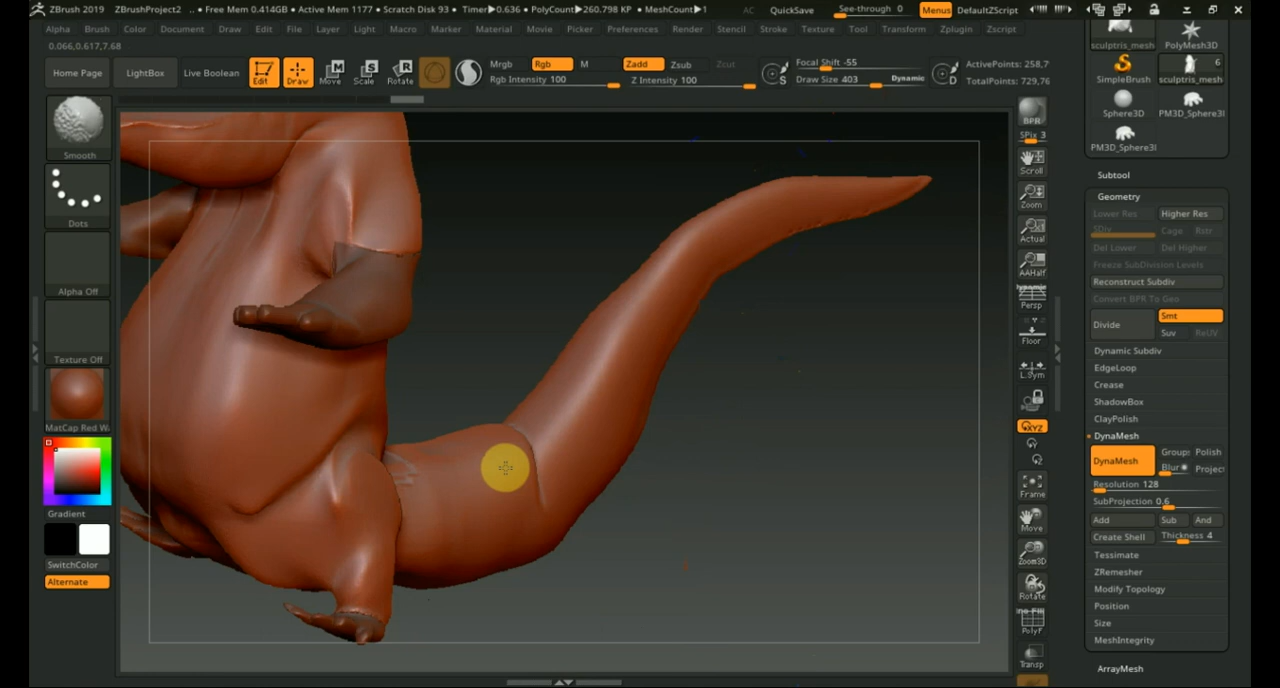 ZBrush 2019 ZBrushProject2 .. • Free Mem 0.414GB • Active Mem 1177 • Scratch Disk 93 • Timer▶0.636 • PolyCount▶260.798 KP • MeshCount▶1 AC QuickSave See-through 0 Menus DefaultZScript
Alpha Brush Color Document Draw Edit File Layer Light Macro Marker Material Movie Picker Preferences Render Stencil Stroke Texture Tool Transform Zplugin Zscript
0.066,0.617,7.68
Home Page LightBox Live Boolean Edit Draw Move Scale Rotate
Mrgb Rgb M Zadd Zsub Zcut
Rgb Intensity 100 Z Intensity 100
S Focal Shift -55
Draw Size 403 Dynamic
D ActivePoints: 258,7
TotalPoints: 729,76
Smooth
Dots
Alpha Off
Texture Off
MatCap Red W
Gradient
SwitchColor
Alternate
BPR
SPix 3
Scroll
Zoom
Actual
AAHalf
Dynamic
Persp
Floor
L.Sym
XYZ
Frame
Move
Zoom3D
Rotate
Line Fill
PolyF
Transp
sculptris_mesh PolyMesh3D
6
SimpleBrush sculptris_mesh
Sphere3D PM3D_Sphere3I
PM3D_Sphere3I
Subtool
Geometry
Lower Res Higher Res
SDiv Cage Rstr
Del Lower Del Higher
Freeze SubDivision Levels
Reconstruct Subdiv
Convert BPR To Geo
Divide Smt
Suv ReUV
Dynamic Subdiv
EdgeLoop
Crease
ShadowBox
ClayPolish
DynaMesh
DynaMesh Groups Polish
Blur Projec
Resolution 128
SubProjection 0.6
Add Sub And
Create Shell Thickness 4
Tessimate
ZRemesher
Modify Topology
Position
Size
MeshIntegrity
ArrayMesh